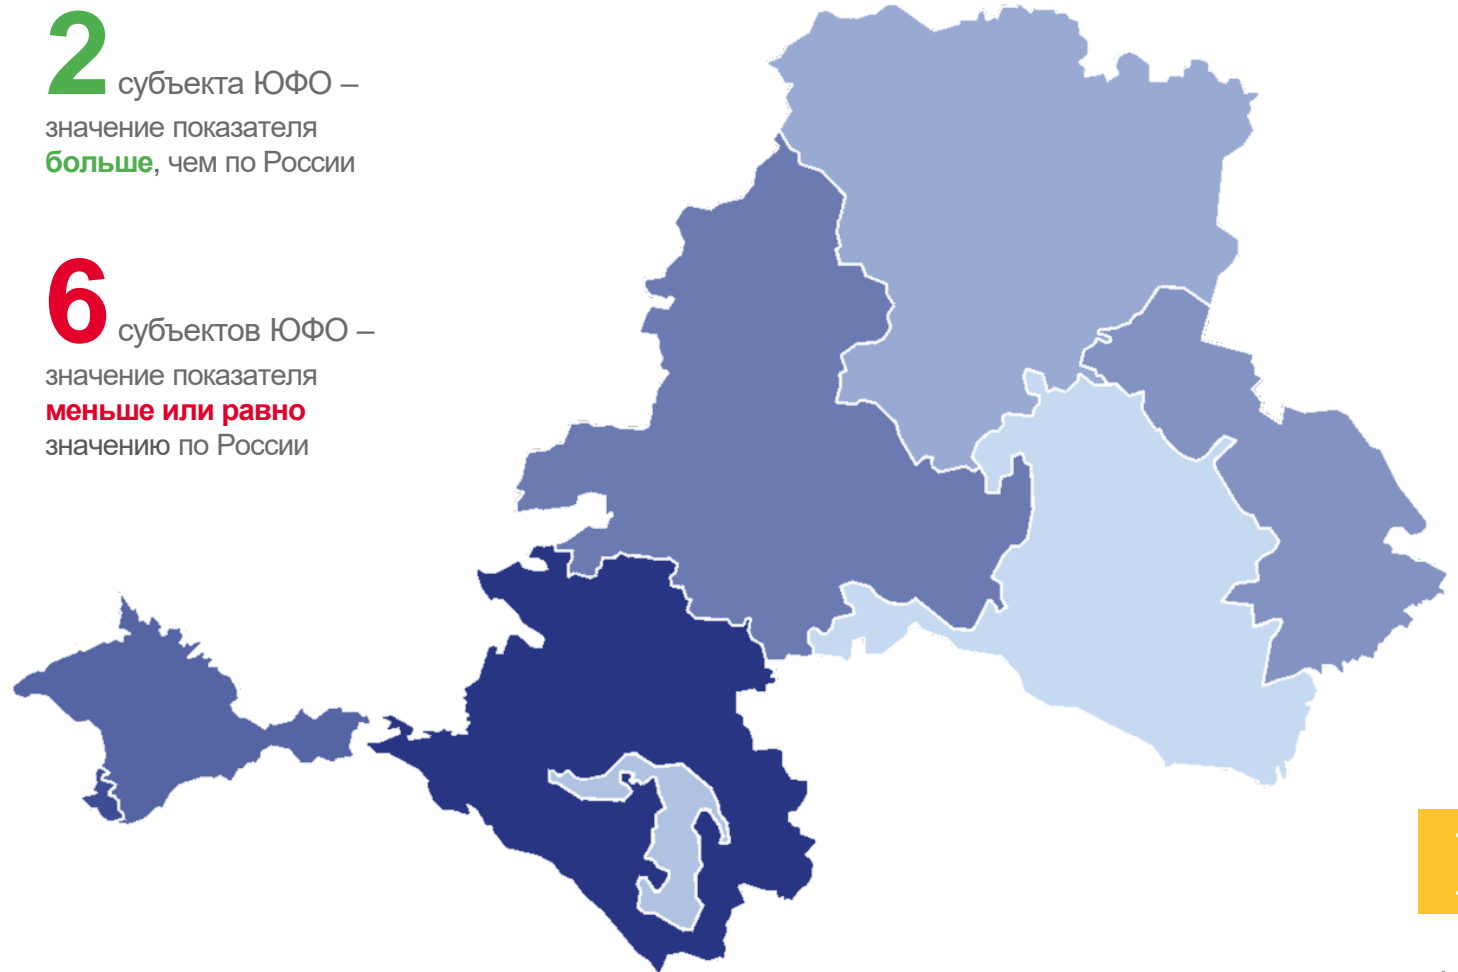 2 субъекта ЮФО –
значение показателя
больше, чем по России
6 субъектов ЮФО –
значение показателя
меньше или равно
значению по России